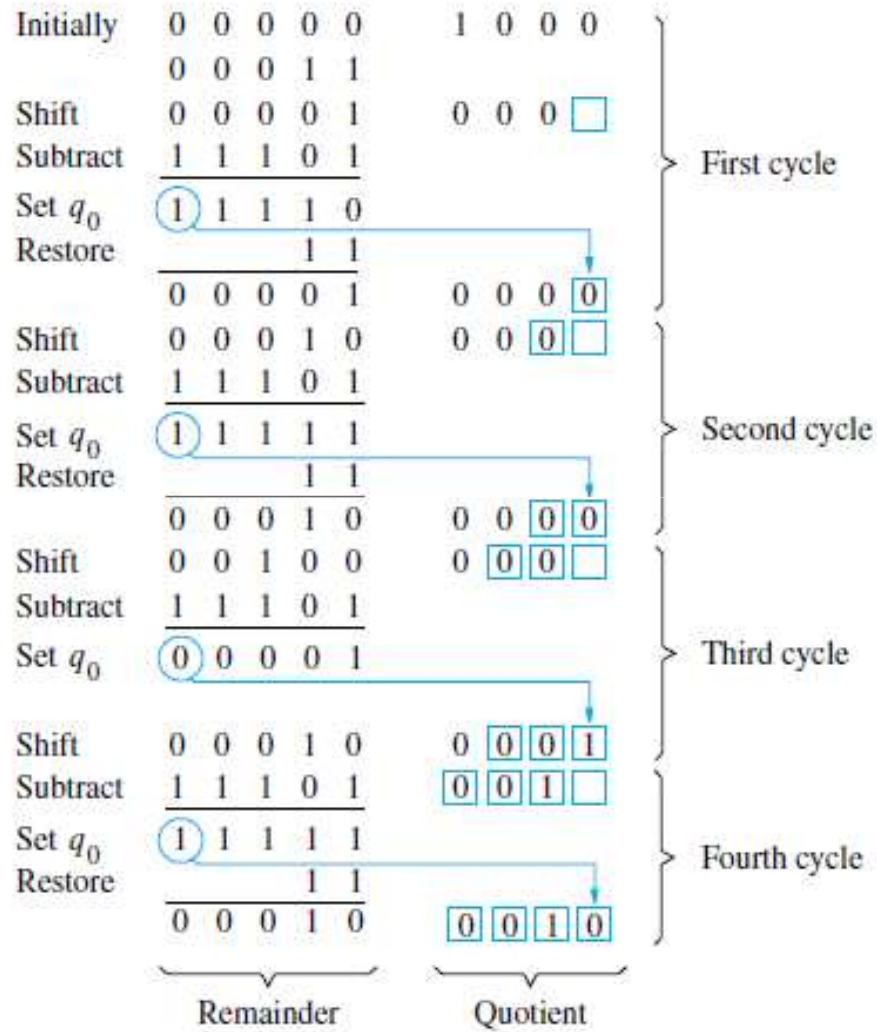 Initially 0 0 0 0 0 1 0 0 0
0 0 0 1 1
Shift 0 0 0 0 1 0 0 0
Subtract 1 1 1 0 1 First cycle
Set q0 1 1 1 1 0
Restore 1 1
0 0 0 0 1 0 0 0 0
Shift 0 0 0 1 0 0 0 0
Subtract 1 1 1 0 1
Set q0 1 1 1 1 1 Second cycle
Restore 1 1
0 0 0 1 0 0 0 0 0
Shift 0 0 1 0 0 0 0 0
Subtract 1 1 1 0 1
Set q0 0 0 0 0 1 Third cycle
Shift 0 0 0 1 0 0 0 0 1
Subtract 1 1 1 0 1 0 0 1
Set q0 1 1 1 1 1 Fourth cycle
Restore 1 1
0 0 0 1 0 0 0 1 0
Remainder Quotient